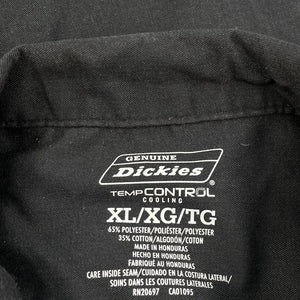 GENUINE
Dickies
TEMPCONTROL®
COOLING
XL/XG/TG
65% POLYESTER/POLIÉSTER/POLYESTER
35% COTTON/ALGODÓN/COTON
MADE IN HONDURAS
HECHO EN HONDURAS
FABRIQUÉ AU HONDURAS
CARE INSIDE SEAM/CUIDADO EN LA COSTURA LATERAL/
SOINS DANS LES COUTURES LATÉRALES
RN20697 CA01095